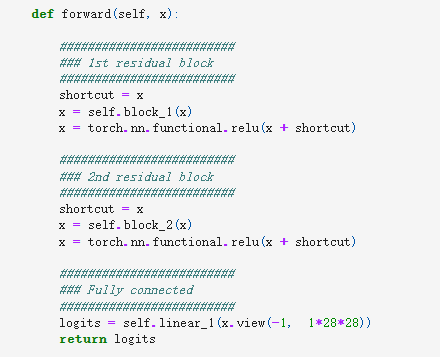 def forward(self, x):
#########################
### 1st residual block
#########################
shortcut = x
x = self.block_1(x)
x = torch.nn.functional.relu(x + shortcut)
#########################
### 2nd residual block
#########################
shortcut = x
x = self.block_2(x)
x = torch.nn.functional.relu(x + shortcut)
#########################
### Fully connected
#########################
logits = self.linear_1(x.view(-1, 1*28*28))
return logits